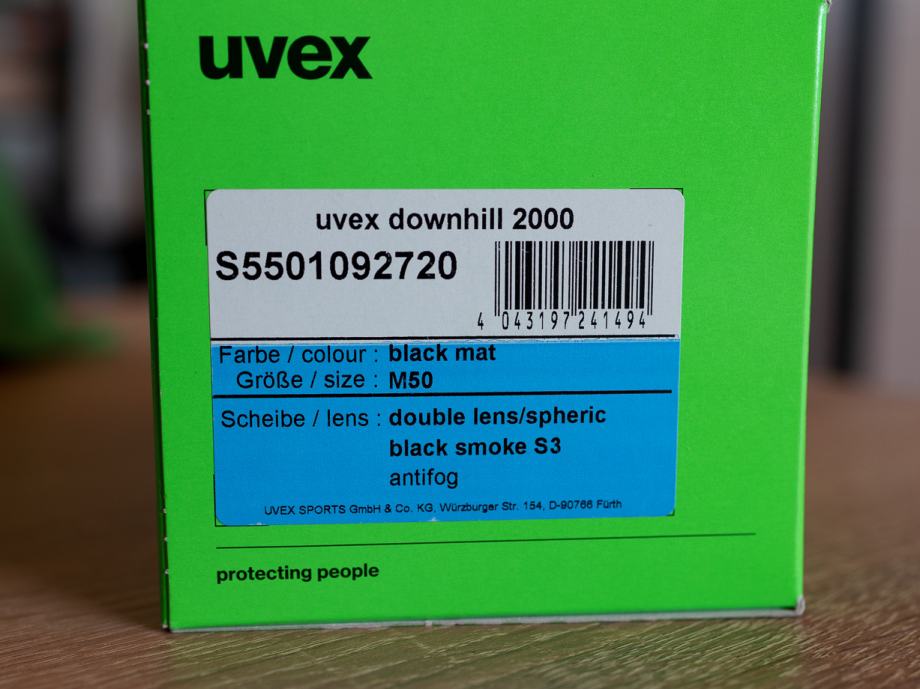 uvex
uvex downhill 2000
S5501092720
4 043197 241494
Farbe / colour : black mat
Größe / size : M50
Scheibe / lens : double lens/spheric
black smoke S3
antifog
UVEX SPORTS GmbH & Co. KG, Würzburger Str. 154, D-90766 Fürth
protecting people